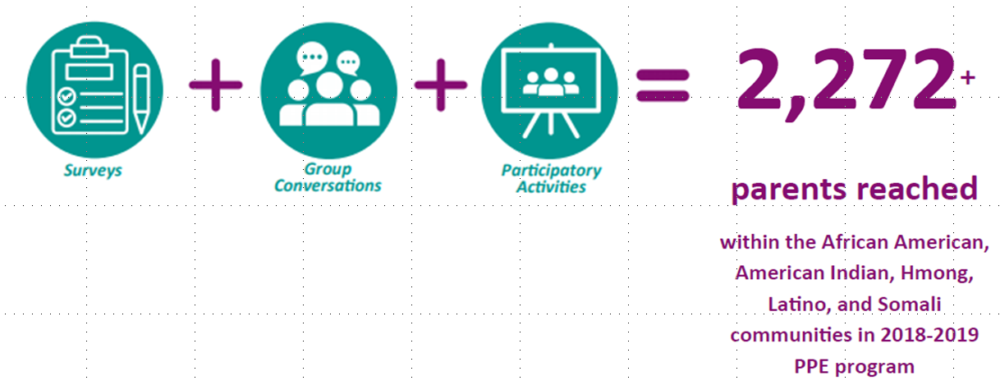 Surveys
+
Group
Conversations
+
Participatory
Activities
=
2,272+
parents reached
within the African American,
American Indian, Hmong,
Latino, and Somali
communities in 2018-2019
PPE program